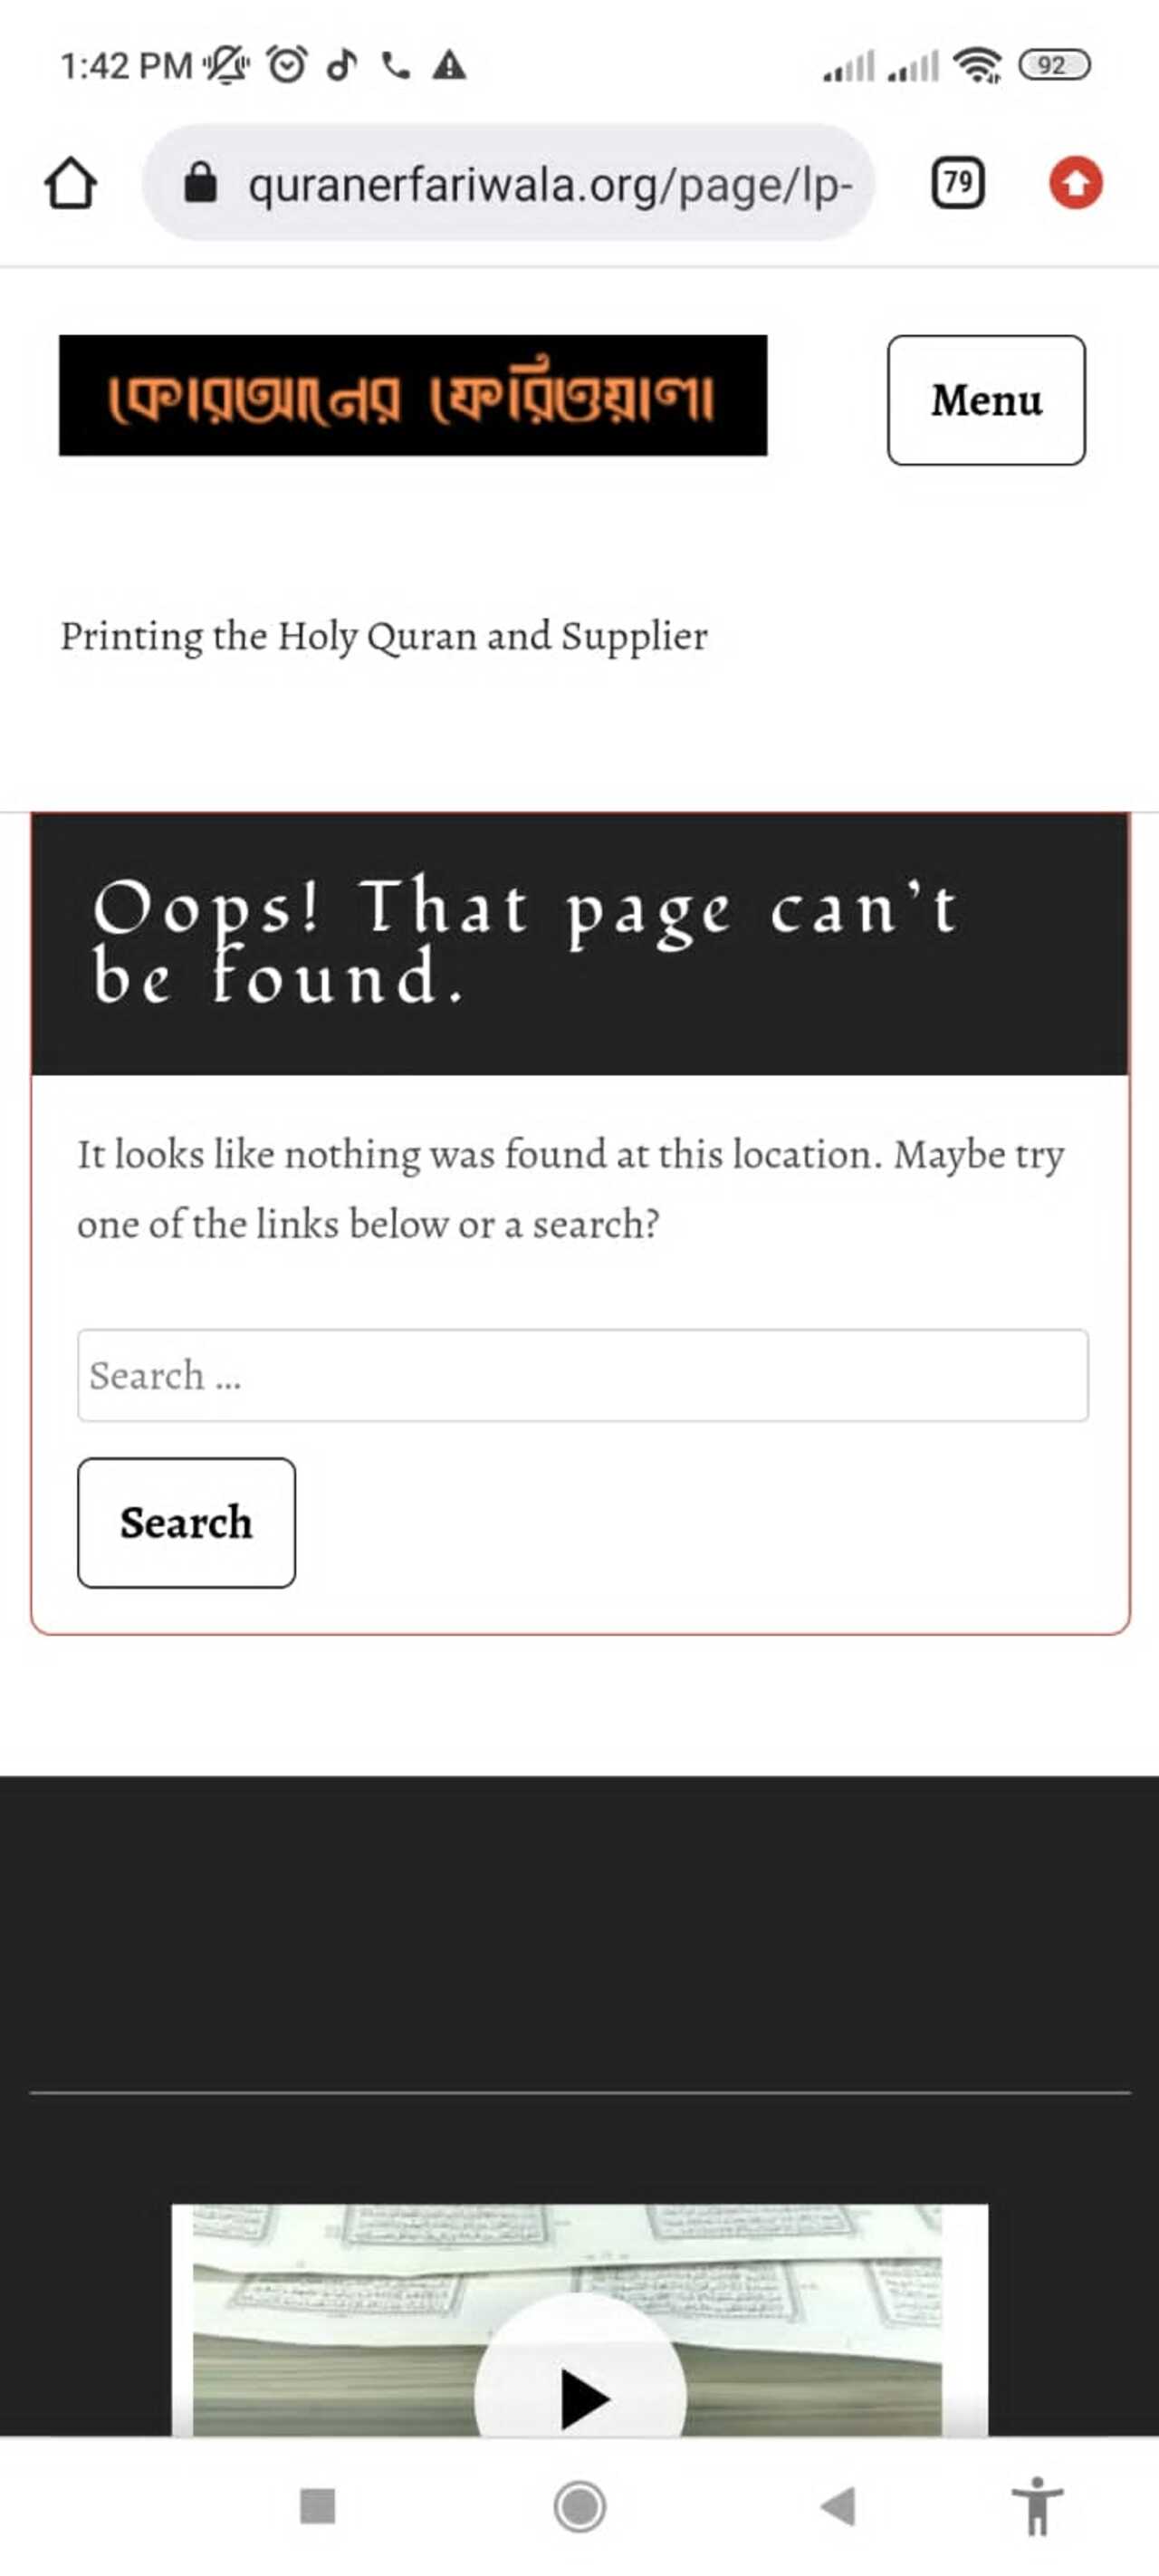 1:42 PM
92
quranerfariwala.org/page/lp-
79
কোরআনের ফেরিওয়ালা
Menu
Printing the Holy Quran and Supplier
Oops! That page can’t
be found.
It looks like nothing was found at this location. Maybe try
one of the links below or a search?
Search ...
Search